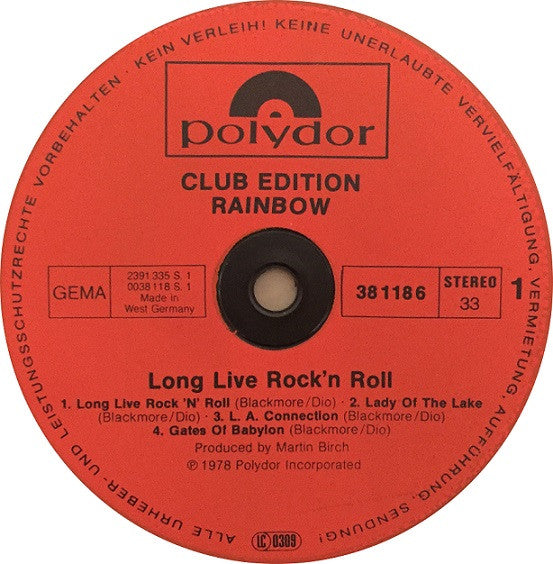 ALLE URHEBER- UND LEISTUNGSSCHUTZRECHTE VORBEHALTEN · KEIN VERLEIH! KEINE UNERLAUBTE VERVIELFÄLTIGUNG, VERMIETUNG, AUFFÜHRUNG, SENDUNG!
polydor
CLUB EDITION
RAINBOW
GEMA
2391 335 S. 1
0038 118 S. 1
Made in
West Germany
38 118 6
STEREO
33
1
Long Live Rock'n Roll
1. Long Live Rock 'N' Roll (Blackmore/Dio) · 2. Lady Of The Lake
(Blackmore/Dio) · 3. L. A. Connection (Blackmore/Dio)
4. Gates Of Babylon (Blackmore/Dio)
Produced by Martin Birch
℗ 1978 Polydor Incorporated
LC 0309